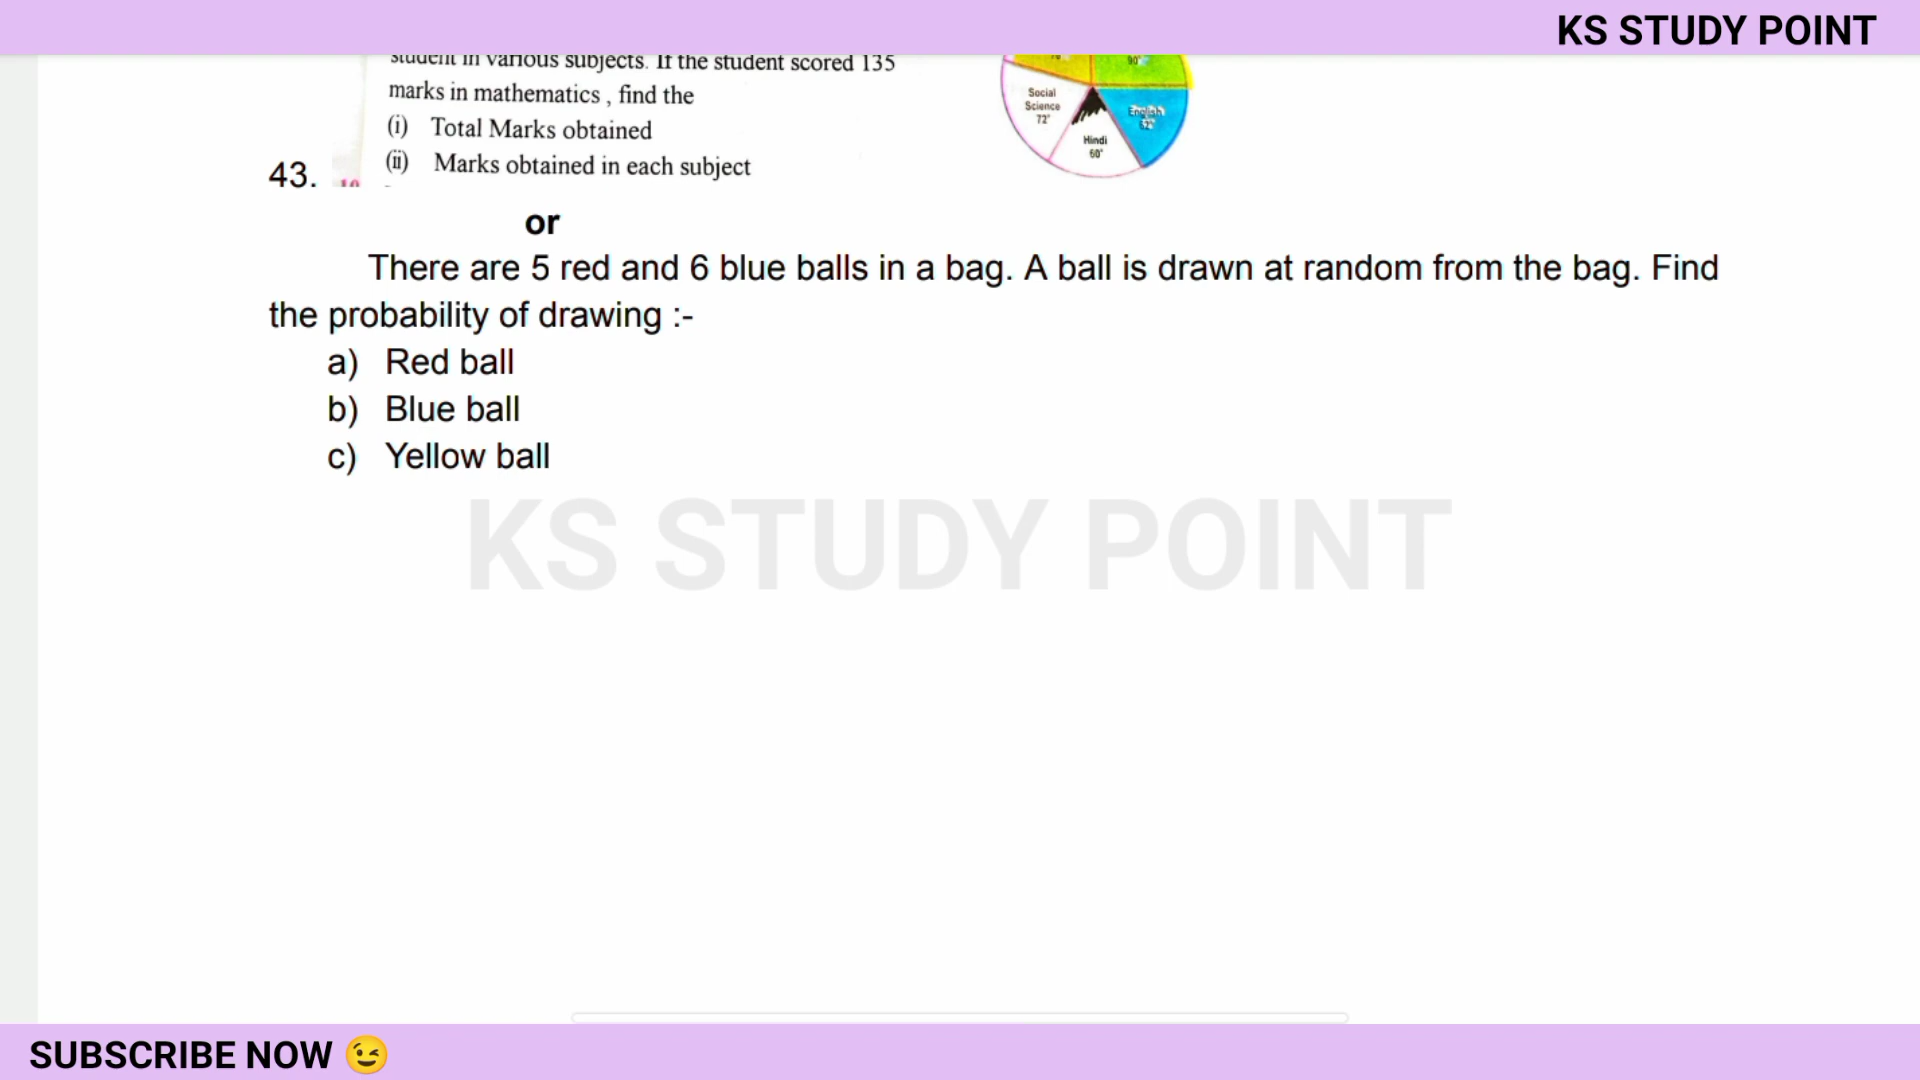 KS STUDY POINT
student in various subjects. If the student scored 135
marks in mathematics , find the
(i) Total Marks obtained
(ii) Marks obtained in each subject
43.
90°
Social
Science
72°
English
Hindi
60°
or
There are 5 red and 6 blue balls in a bag. A ball is drawn at random from the bag. Find
the probability of drawing :-
a) Red ball
b) Blue ball
c) Yellow ball
KS STUDY POINT
SUBSCRIBE NOW 😉